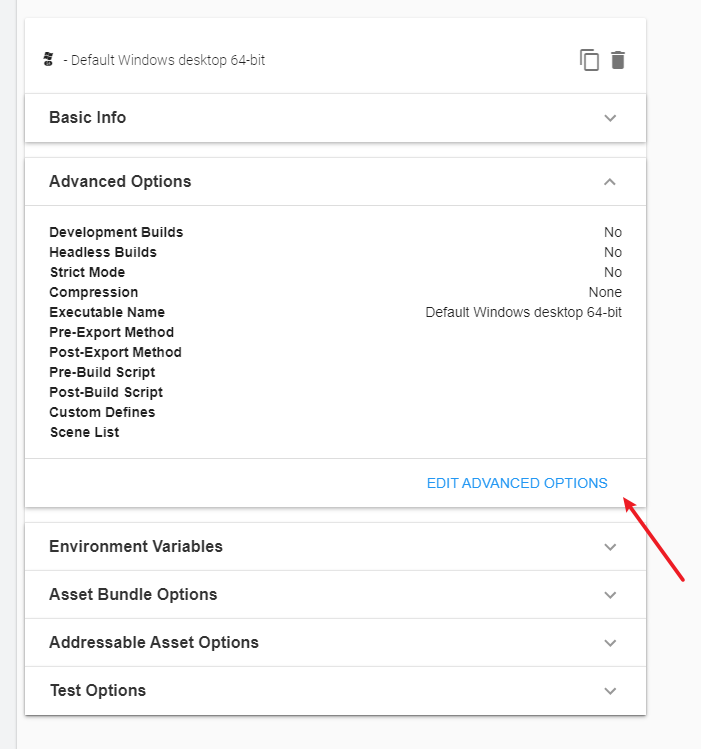 - Default Windows desktop 64-bit
Basic Info
Advanced Options
Development Builds No
Headless Builds No
Strict Mode No
Compression None
Executable Name Default Windows desktop 64-bit
Pre-Export Method
Post-Export Method
Pre-Build Script
Post-Build Script
Custom Defines
Scene List
EDIT ADVANCED OPTIONS
Environment Variables
Asset Bundle Options
Addressable Asset Options
Test Options